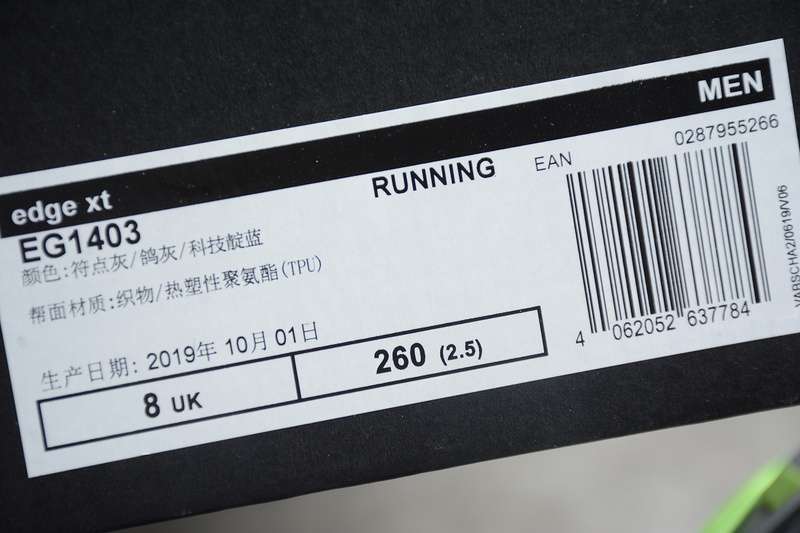 MEN
edge xt
RUNNING
EAN
0287955266
EG1403
颜色:符点灰/鸽灰/科技靛蓝
帮面材质:织物/热塑性聚氨酯(TPU)
生产日期: 2019年 10月 01日
8 UK
260 (2.5)
4 062052 637784
VABSCHA2/0619/V06